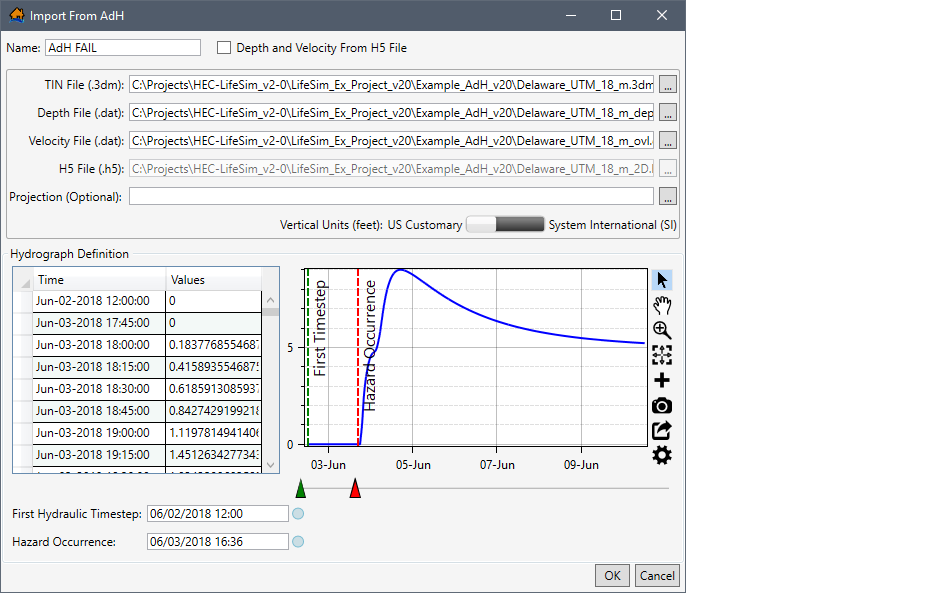 Import From AdH
Name: AdH FAIL Depth and Velocity From H5 File
TIN File (.3dm): C:\Projects\HEC-LifeSim_v2-0\LifeSim_Ex_Project_v20\Example_AdH_v20\Delaware_UTM_18_m.3dm ...
Depth File (.dat): C:\Projects\HEC-LifeSim_v2-0\LifeSim_Ex_Project_v20\Example_AdH_v20\Delaware_UTM_18_m_dep ...
Velocity File (.dat): C:\Projects\HEC-LifeSim_v2-0\LifeSim_Ex_Project_v20\Example_AdH_v20\Delaware_UTM_18_m_ovl. ...
H5 File (.h5): C:\Projects\HEC-LifeSim_v2-0\LifeSim_Ex_Project_v20\Example_AdH_v20\Delaware_UTM_18_m_2D. ...
Projection (Optional): ...
Vertical Units (feet): US Customary System International (SI)
Hydrograph Definition
Time Values
Jun-02-2018 12:00:00 0
Jun-03-2018 17:45:00 0
Jun-03-2018 18:00:00 0.1837768554687
Jun-03-2018 18:15:00 0.415893554687
Jun-03-2018 18:30:00 0.6185913085937
Jun-03-2018 18:45:00 0.8427429199218
Jun-03-2018 19:00:00 1.1197814941406
Jun-03-2018 19:15:00 1.4512634277343
First Timestep
Hazard Occurrence
5
0
03-Jun 05-Jun 07-Jun 09-Jun
First Hydraulic Timestep: 06/02/2018 12:00
Hazard Occurrence: 06/03/2018 16:36
OK Cancel